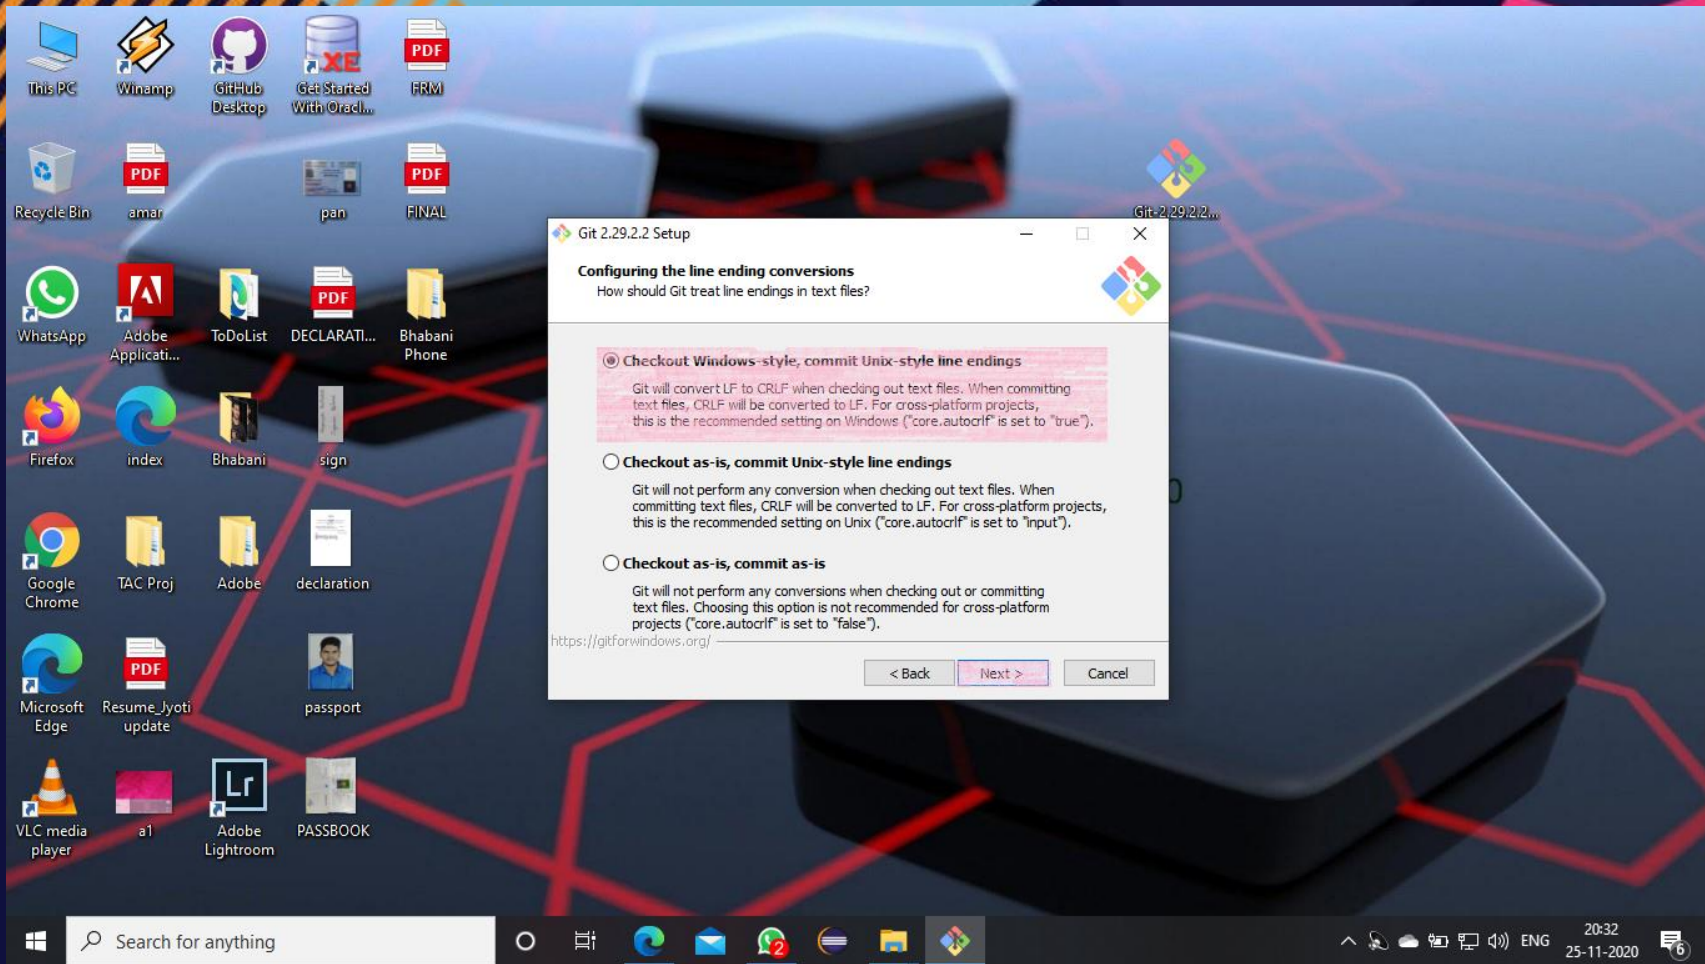 This PC
Winamp
GitHub
Desktop
Get Started
With Oracl...
XE
PDF
FRM
Recycle Bin
PDF
amar
pan
PDF
FINAL
Git-2.29.2.2...
WhatsApp
Adobe
Applicati...
ToDoList
PDF
DECLARATI...
Bhabani
Phone
Firefox
index
Bhabani
sign
Google
Chrome
TAC Proj
Adobe
declaration
Microsoft
Edge
PDF
Resume_Jyoti
update
passport
VLC media
player
a1
Lr
Adobe
Lightroom
PASSBOOK
Git 2.29.2.2 Setup
Configuring the line ending conversions
How should Git treat line endings in text files?
Checkout Windows-style, commit Unix-style line endings
Git will convert LF to CRLF when checking out text files. When committing
text files, CRLF will be converted to LF. For cross-platform projects,
this is the recommended setting on Windows ("core.autocrlf" is set to "true").
Checkout as-is, commit Unix-style line endings
Git will not perform any conversion when checking out text files. When
committing text files, CRLF will be converted to LF. For cross-platform projects,
this is the recommended setting on Unix ("core.autocrlf" is set to "input").
Checkout as-is, commit as-is
Git will not perform any conversions when checking out or committing
text files. Choosing this option is not recommended for cross-platform
projects ("core.autocrlf" is set to "false").
https://gitforwindows.org/
< Back
Next >
Cancel
Search for anything
2
ENG
20:32
25-11-2020
6